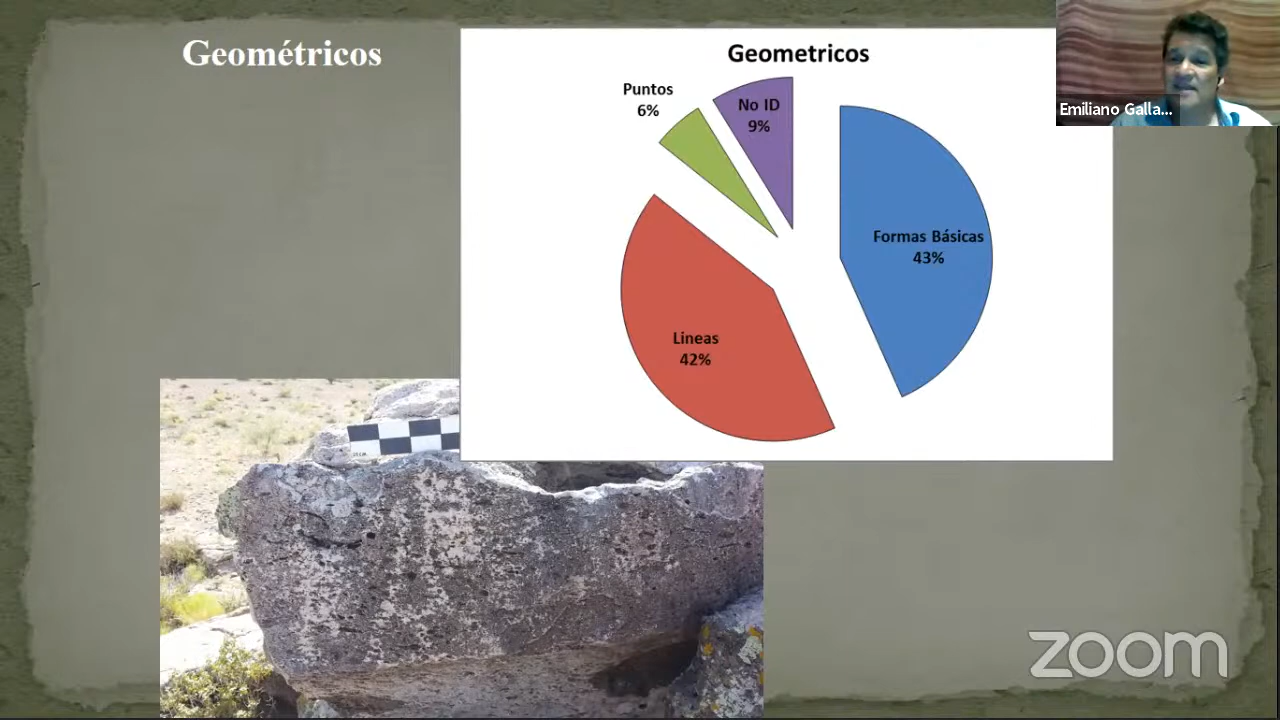 Geométricos
Geometricos
Puntos
6%
No ID
9%
Formas Básicas
43%
Lineas
42%
Emiliano Galla...
zoom